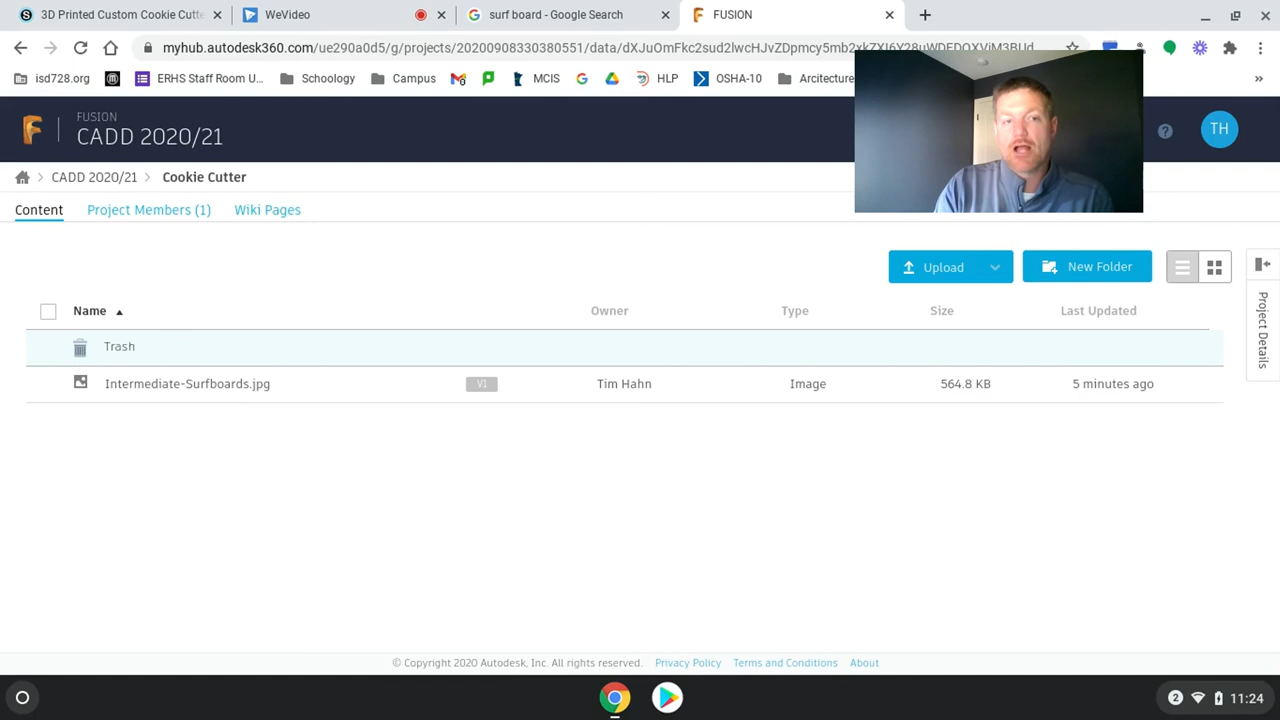 3D Printed Custom Cookie Cutte
WeVideo
surf board - Google Search
FUSION
myhub.autodesk360.com/ue290a0d5/g/projects/20200908330380551/data/
isd728.org
ERHS Staff Room U...
Schoology
Campus
MCIS
HLP
OSHA-10
Arcitecture
»
FUSION
CADD 2020/21
TH
CADD 2020/21 > Cookie Cutter
Content
Project Members (1)
Wiki Pages
Upload
New Folder
Project Details
Name
Owner
Type
Size
Last Updated
Trash
Intermediate-Surfboards.jpg
V1
Tim Hahn
Image
564.8 KB
5 minutes ago
© Copyright 2020 Autodesk, Inc. All rights reserved.
Privacy Policy
Terms and Conditions
About
2
11:24